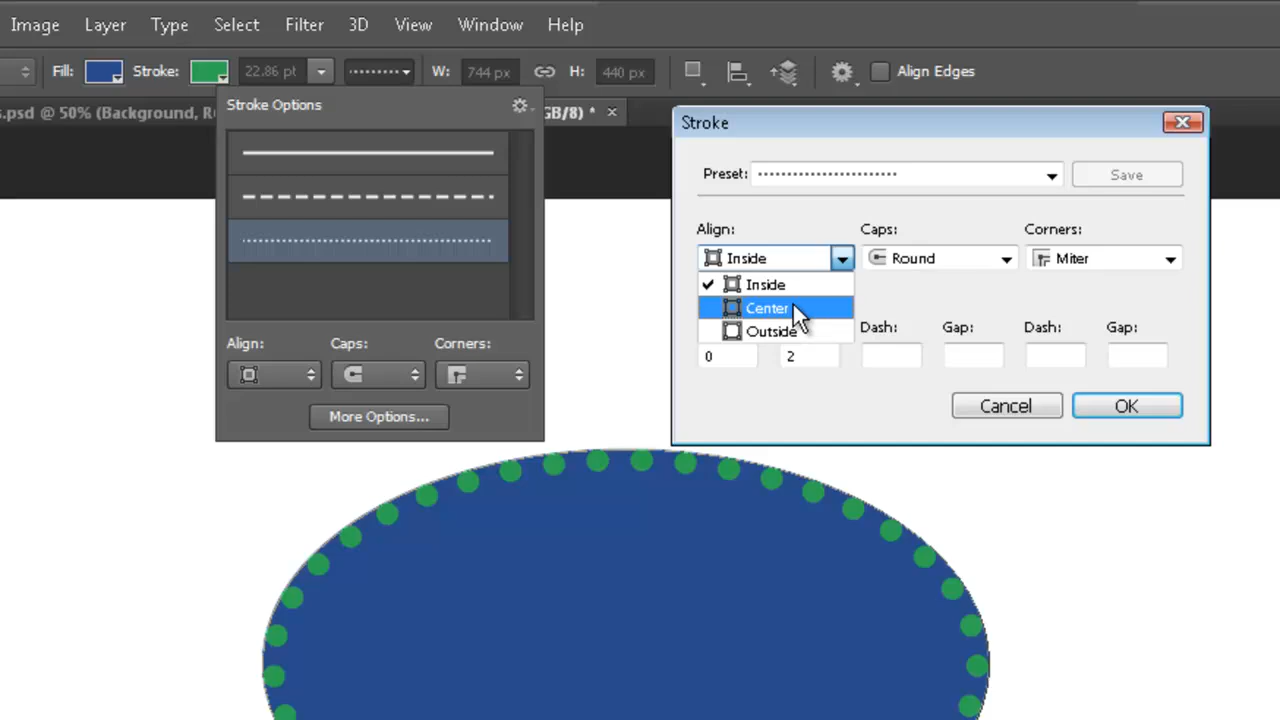 Image Layer Type Select Filter 3D View Window Help
Fill: Stroke: 22.86 pt W: 744 px H: 440 px Align Edges
s.psd @ 50% (Background, R GB/8) * ×
Stroke Options
Stroke
Preset: Save
Align: Caps: Corners:
Inside Round Miter
Inside
Center
Outside
Dash: Gap: Dash: Gap:
0 2
Cancel OK
Align: Caps: Corners:
More Options...